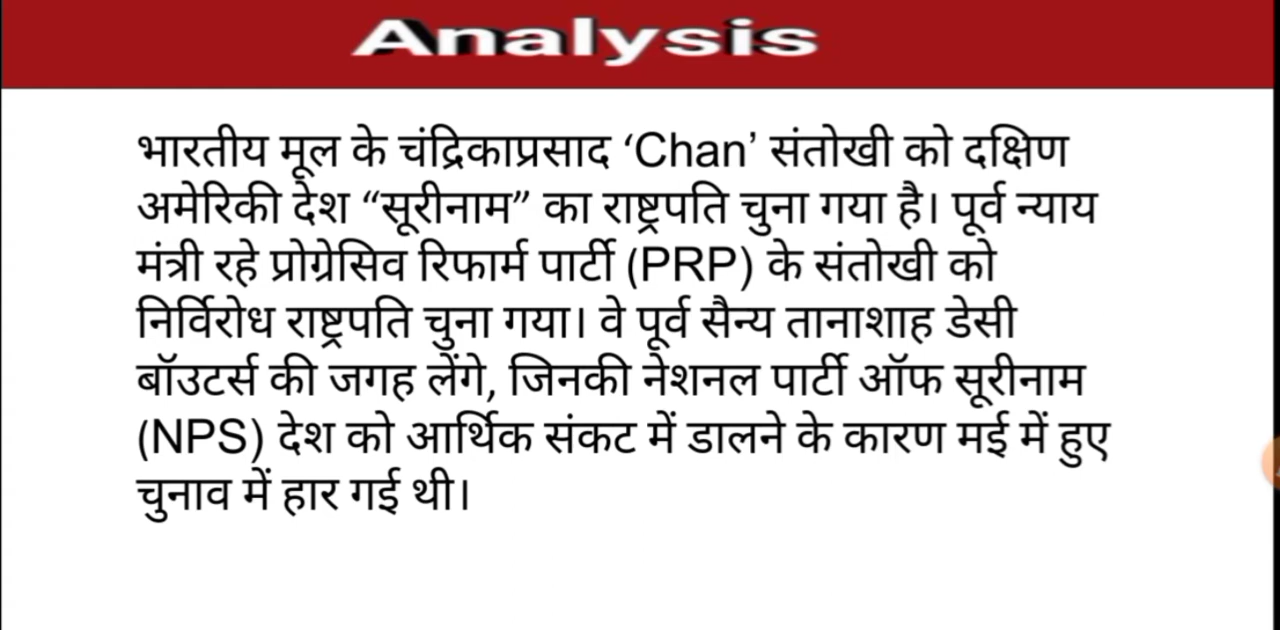 Analysis
भारतीय मूल के चंद्रिकाप्रसाद ‘Chan’ संतोखी को दक्षिण
अमेरिकी देश “सूरीनाम” का राष्ट्रपति चुना गया है। पूर्व न्याय
मंत्री रहे प्रोग्रेसिव रिफार्म पार्टी (PRP) के संतोखी को
निर्विरोध राष्ट्रपति चुना गया। वे पूर्व सैन्य तानाशाह डेसी
बॉउटर्स की जगह लेंगे, जिनकी नेशनल पार्टी ऑफ सूरीनाम
(NPS) देश को आर्थिक संकट में डालने के कारण मई में हुए
चुनाव में हार गई थी।